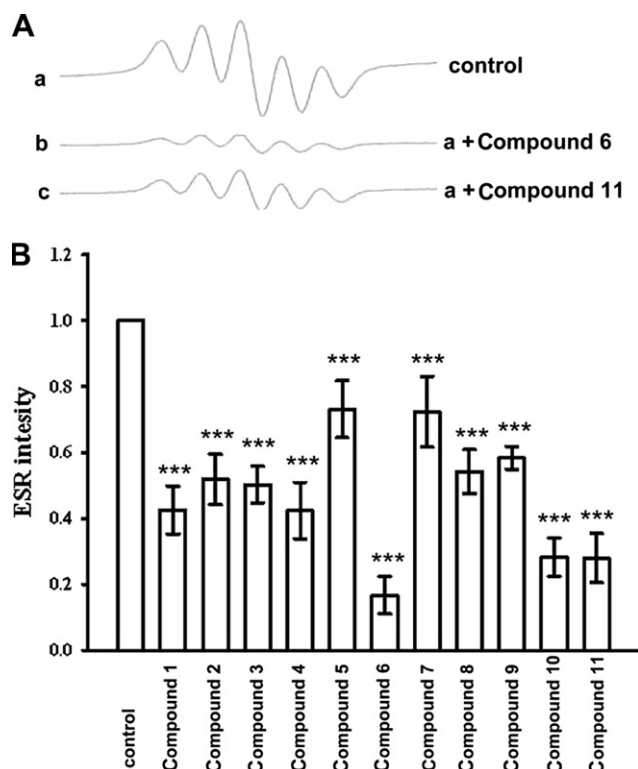 A
a
control
b
a + Compound 6
c
a + Compound 11
B
ESR intesity
1.2
1.0
0.8
0.6
0.4
0.2
0.0
***
***
***
***
***
***
***
***
***
***
***
control
Compound 1
Compound 2
Compound 3
Compound 4
Compound 5
Compound 6
Compound 7
Compound 8
Compound 9
Compound 10
Compound 11